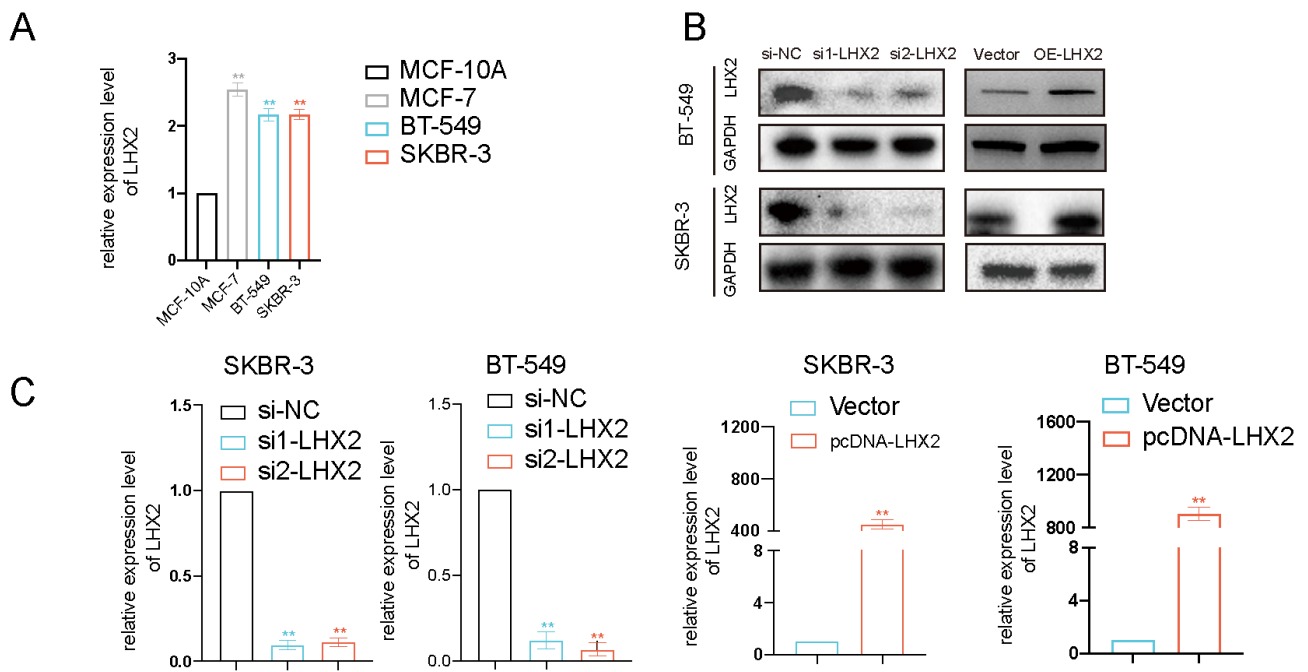 A
relative expression level
of LHX2
3
2
1
0
**
**
**
MCF-10A
MCF-7
BT-549
SKBR-3
MCF-10A
MCF-7
BT-549
SKBR-3
B
si-NC si1-LHX2 si2-LHX2 Vector OE-LHX2
BT-549
LHX2
GAPDH
SKBR-3
LHX2
GAPDH
C
SKBR-3
relative expression level
of LHX2
1.5
1.0
0.5
0.0
si-NC
si1-LHX2
si2-LHX2
**
**
BT-549
relative expression level
of LHX2
1.5
1.0
0.5
0.0
si-NC
si1-LHX2
si2-LHX2
**
**
SKBR-3
Vector
pcDNA-LHX2
relative expression level
of LHX2
1200
800
400
8
4
0
**
BT-549
Vector
pcDNA-LHX2
relative expression level
of LHX2
1600
1200
800
8
4
0
**